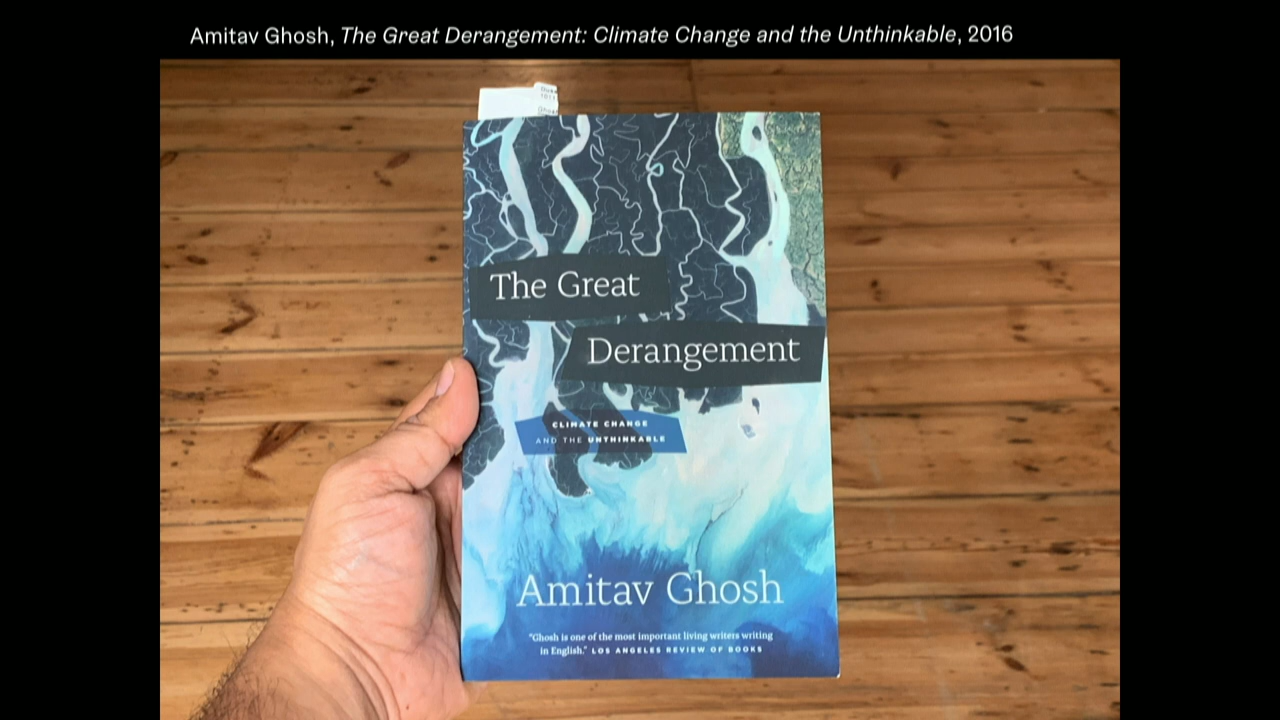 Amitav Ghosh, The Great Derangement: Climate Change and the Unthinkable, 2016
The Great
Derangement
CLIMATE CHANGE
AND THE UNTHINKABLE
Amitav Ghosh
"Ghosh is one of the most important living writers writing
in English." LOS ANGELES REVIEW OF BOOKS